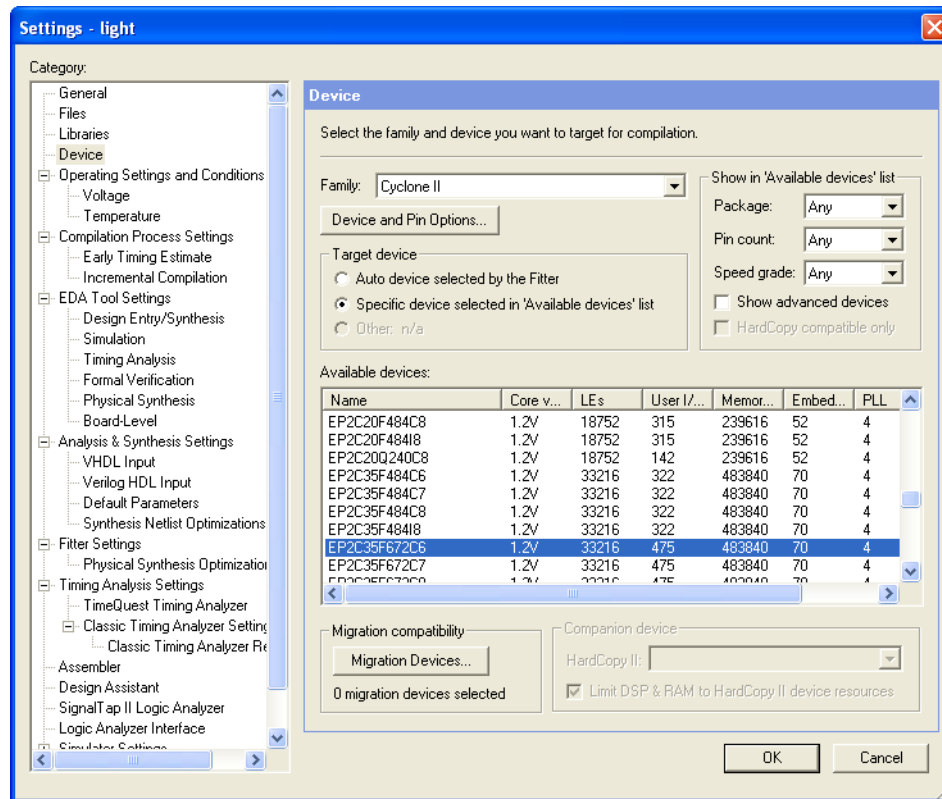 Settings - light
Category:
General
Files
Libraries
Device
Operating Settings and Conditions
Voltage
Temperature
Compilation Process Settings
Early Timing Estimate
Incremental Compilation
EDA Tool Settings
Design Entry/Synthesis
Simulation
Timing Analysis
Formal Verification
Physical Synthesis
Board-Level
Analysis & Synthesis Settings
VHDL Input
Verilog HDL Input
Default Parameters
Synthesis Netlist Optimizations
Fitter Settings
Physical Synthesis Optimization
Timing Analysis Settings
TimeQuest Timing Analyzer
Classic Timing Analyzer Setting
Classic Timing Analyzer Re
Assembler
Design Assistant
SignalTap II Logic Analyzer
Logic Analyzer Interface
Simulator Settings
Device
Select the family and device you want to target for compilation.
Family: Cyclone II
Device and Pin Options...
Target device
Auto device selected by the Fitter
Specific device selected in 'Available devices' list
Other: n/a
Show in 'Available devices' list
Package: Any
Pin count: Any
Speed grade: Any
Show advanced devices
HardCopy compatible only
Available devices:
Name Core v... LEs User I/... Memor... Embed... PLL
EP2C20F484C8 1.2V 18752 315 239616 52 4
EP2C20F484I8 1.2V 18752 315 239616 52 4
EP2C20Q240C8 1.2V 18752 142 239616 52 4
EP2C35F484C6 1.2V 33216 322 483840 70 4
EP2C35F484C7 1.2V 33216 322 483840 70 4
EP2C35F484C8 1.2V 33216 322 483840 70 4
EP2C35F484I8 1.2V 33216 322 483840 70 4
EP2C35F672C6 1.2V 33216 475 483840 70 4
EP2C35F672C7 1.2V 33216 475 483840 70 4
EP2C35F672C8 1.2V 33216 475 483840 70 4
Migration compatibility
Migration Devices...
0 migration devices selected
Companion device
HardCopy II:
Limit DSP & RAM to HardCopy II device resources
OK Cancel